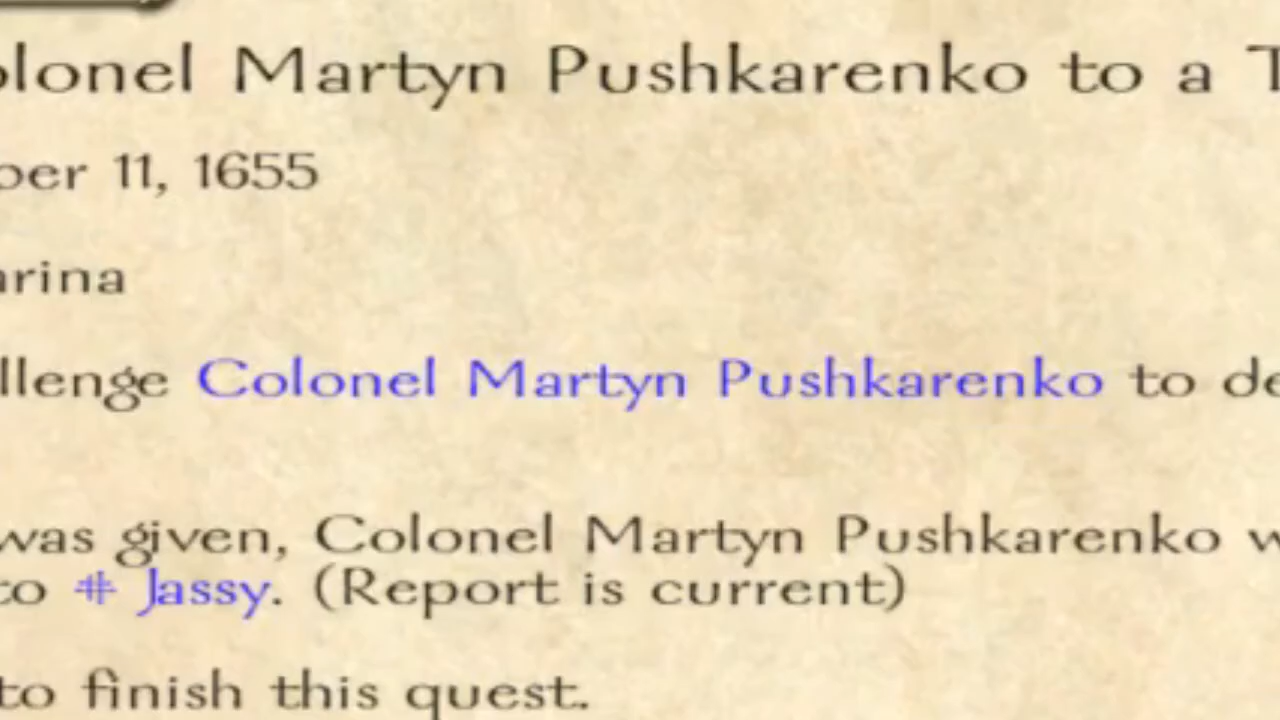 olonel Martyn Pushkarenko to a T
ber 11, 1655
arina
llenge Colonel Martyn Pushkarenko to de
was given, Colonel Martyn Pushkarenko w
to ⋕ Jassy. (Report is current)
to finish this quest.